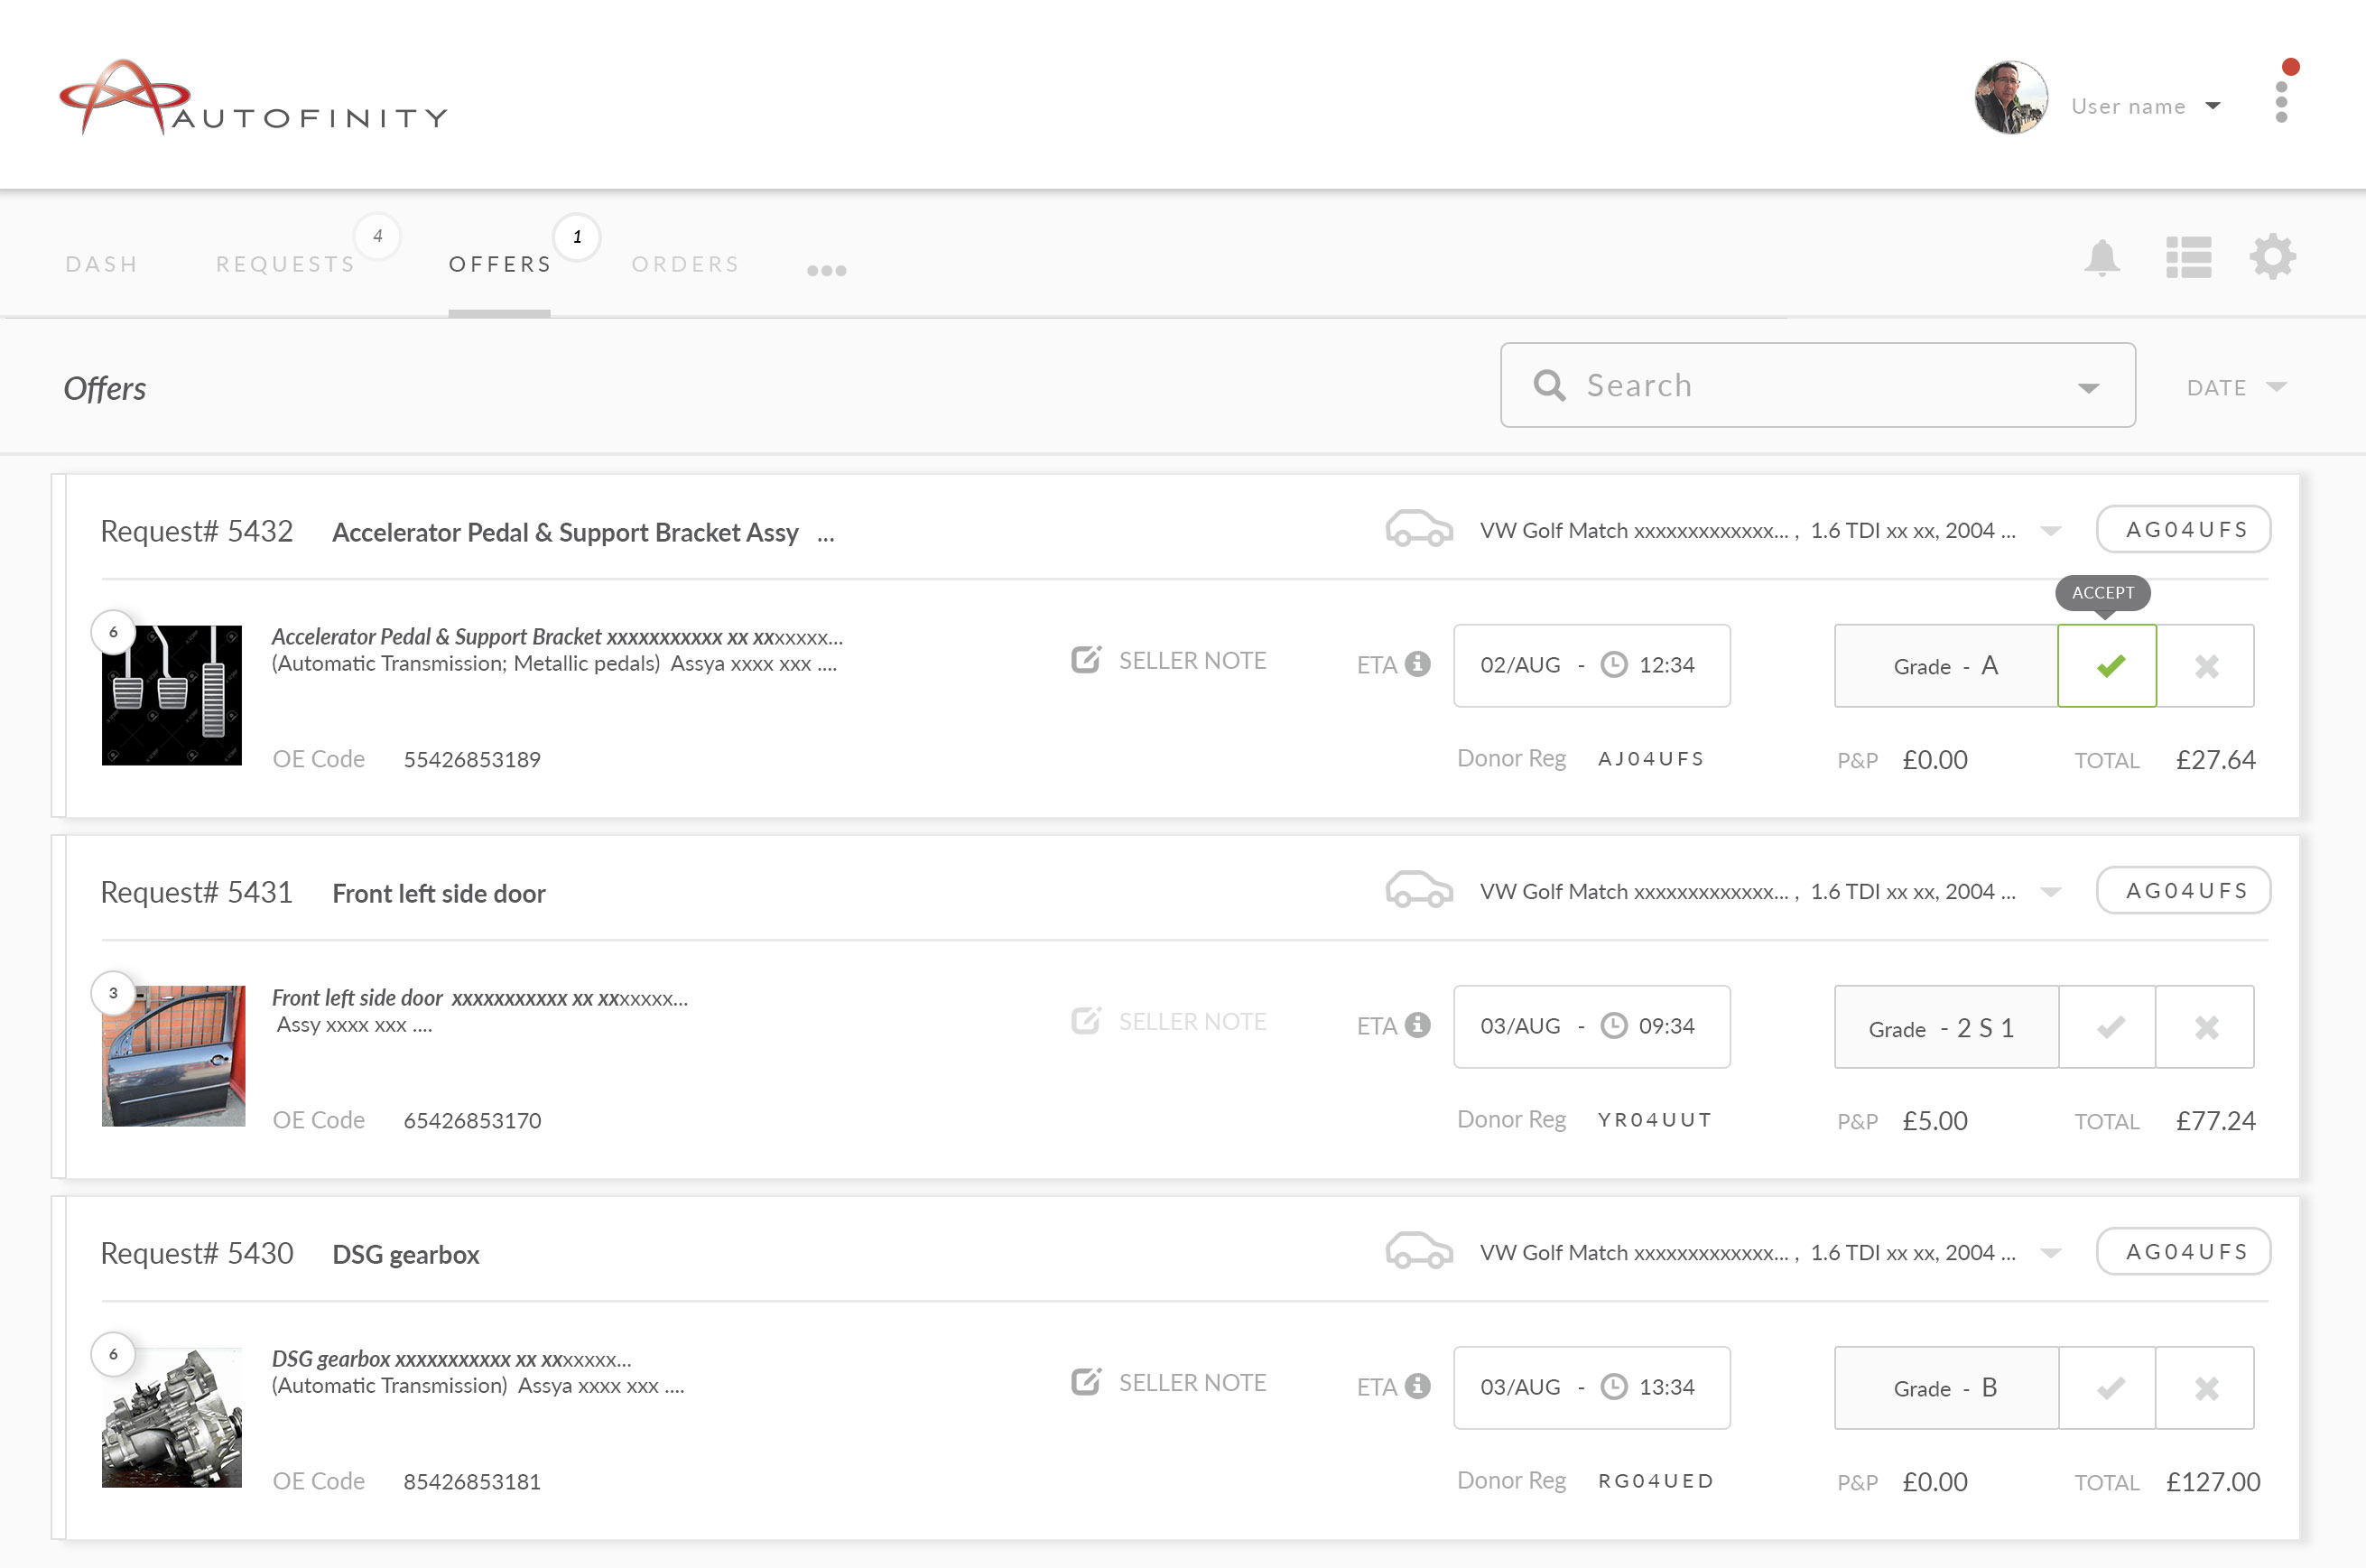 AUTOFINITY
User name
4
1
DASH REQUESTS OFFERS ORDERS
Offers
Search
DATE
Request# 5432 Accelerator Pedal & Support Bracket Assy ...
VW Golf Match xxxxxxxxxxxxx... , 1.6 TDI xx xx, 2004 ...
AG04UFS
ACCEPT
6
Accelerator Pedal & Support Bracket xxxxxxxxxxx xx xxxxxxx...
(Automatic Transmission; Metallic pedals) Assya xxxx xxx ....
SELLER NOTE
ETA
02/AUG - 12:34
Grade - A
OE Code 55426853189
Donor Reg AJ04UFS
P&P £0.00
TOTAL £27.64
Request# 5431 Front left side door
VW Golf Match xxxxxxxxxxxxx... , 1.6 TDI xx xx, 2004 ...
AG04UFS
3
Front left side door xxxxxxxxxxx xx xxxxxxx...
Assy xxxx xxx ....
SELLER NOTE
ETA
03/AUG - 09:34
Grade - 2 S 1
OE Code 65426853170
Donor Reg YR04UUT
P&P £5.00
TOTAL £77.24
Request# 5430 DSG gearbox
VW Golf Match xxxxxxxxxxxxx... , 1.6 TDI xx xx, 2004 ...
AG04UFS
6
DSG gearbox xxxxxxxxxxx xx xxxxxxx...
(Automatic Transmission) Assya xxxx xxx ....
SELLER NOTE
ETA
03/AUG - 13:34
Grade - B
OE Code 85426853181
Donor Reg RG04UED
P&P £0.00
TOTAL £127.00